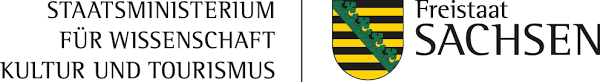 STAATSMINISTERIUM
FÜR WISSENSCHAFT
KULTUR UND TOURISMUS
Freistaat
SACHSEN